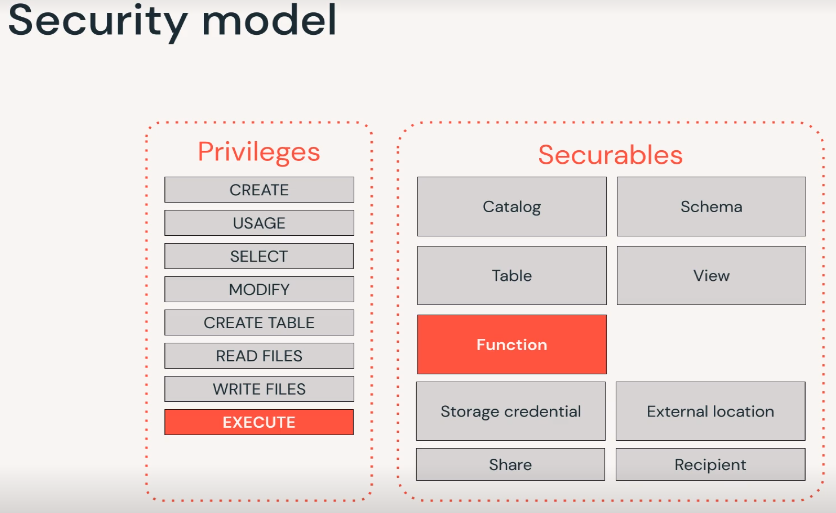 Security model
Privileges
CREATE
USAGE
SELECT
MODIFY
CREATE TABLE
READ FILES
WRITE FILES
EXECUTE
Securables
Catalog
Schema
Table
View
Function
Storage credential
External location
Share
Recipient